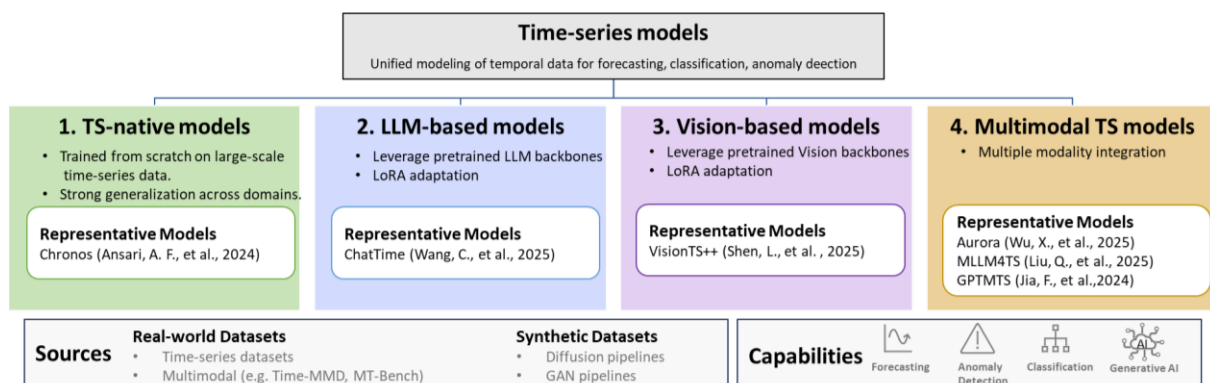 Time-series models
Unified modeling of temporal data for forecasting, classification, anomaly deection
1. TS-native models
• Trained from scratch on large-scale
time-series data.
• Strong generalization across domains.
Representative Models
Chronos (Ansari, A. F., et al., 2024)
2. LLM-based models
• Leverage pretrained LLM backbones
• LoRA adaptation
Representative Models
ChatTime (Wang, C., et al., 2025)
3. Vision-based models
• Leverage pretrained Vision backbones
• LoRA adaptation
Representative Models
VisionTS++ (Shen, L., et al. , 2025)
4. Multimodal TS models
• Multiple modality integration
Representative Models
Aurora (Wu, X., et al., 2025)
MLLM4TS (Liu, Q., et al., 2025)
GPTMTS (Jia, F., et al.,2024)
Sources
Real-world Datasets
• Time-series datasets
• Multimodal (e.g. Time-MMD, MT-Bench)
Synthetic Datasets
• Diffusion pipelines
• GAN pipelines
Capabilities
Forecasting
Anomaly
Detection
Classification
AI
Generative AI